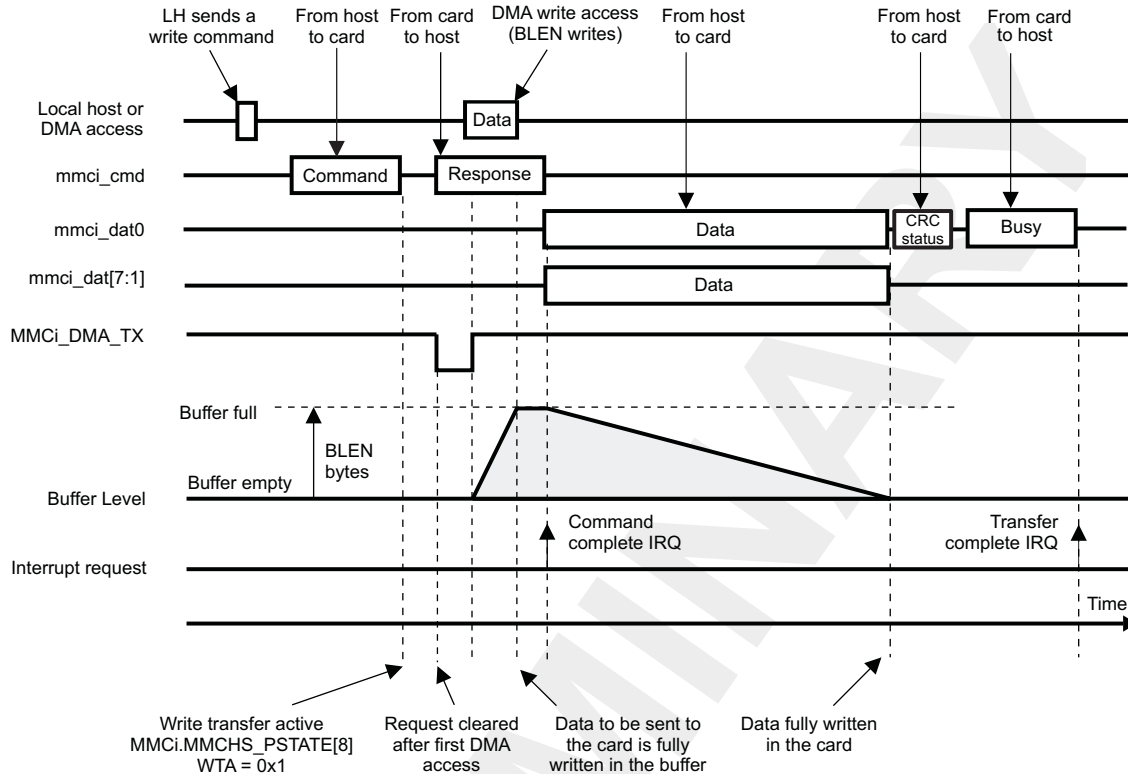 LH sends a
write command
From host
to card
From card
to host
DMA write access
(BLEN writes)
From host
to card
From host
to card
From card
to host
Local host or
DMA access
Data
mmci_cmd
Command
Response
mmci_dat0
Data
CRC
status
Busy
mmci_dat[7:1]
Data
MMCi_DMA_TX
Buffer full
BLEN
bytes
Buffer empty
Buffer Level
Command
complete IRQ
Transfer
complete IRQ
Interrupt request
Time
Write transfer active
MMCi.MMCHS_PSTATE[8]
WTA = 0x1
Request cleared
after first DMA
access
Data to be sent to
the card is fully
written in the buffer
Data fully written
in the card
MINARY